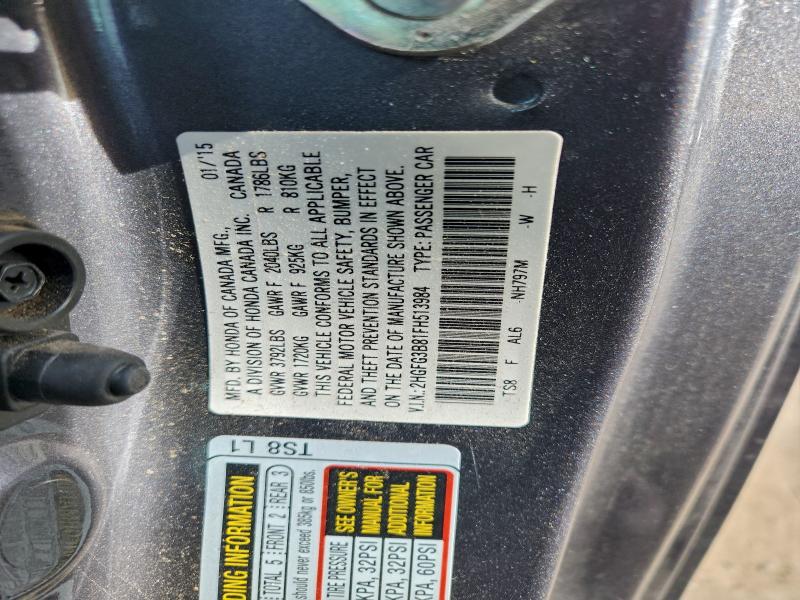 01/'15
MFD. BY HONDA OF CANADA MFG.,
A DIVISION OF HONDA CANADA INC. CANADA
GVWR 3792LBS GAWR F 2040LBS R 1786LBS
GVWR 1720KG GAWR F 925KG R 810KG
THIS VEHICLE CONFORMS TO ALL APPLICABLE
FEDERAL MOTOR VEHICLE SAFETY, BUMPER,
AND THEFT PREVENTION STANDARDS IN EFFECT
ON THE DATE OF MANUFACTURE SHOWN ABOVE.
V.I.N.: 2HGFG3B81FH513984 TYPE: PASSENGER CAR
TS8 F AL6 -NH797M -W -H
TS8 L1
DING INFORMATION
TOTAL 5 FRONT 2 REAR 3
should never exceed 385kg or 850lbs.
TIRE PRESSURE SEE OWNER'S
KPA, 32PSI MANUAL FOR
KPA, 32PSI ADDITIONAL
KPA, 60PSI INFORMATION